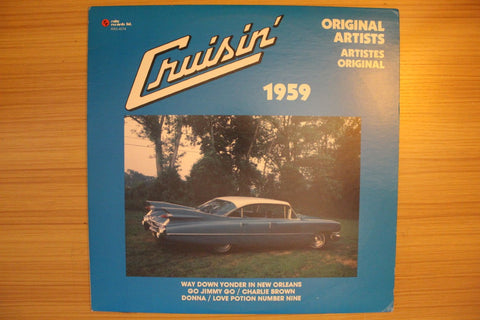 Cruisin'
ORIGINAL
ARTISTS
ARTISTES
ORIGINAL
1959
WAY DOWN YONDER IN NEW ORLEANS
GO JIMMY GO / CHARLIE BROWN
DONNA / LOVE POTION NUMBER NINE